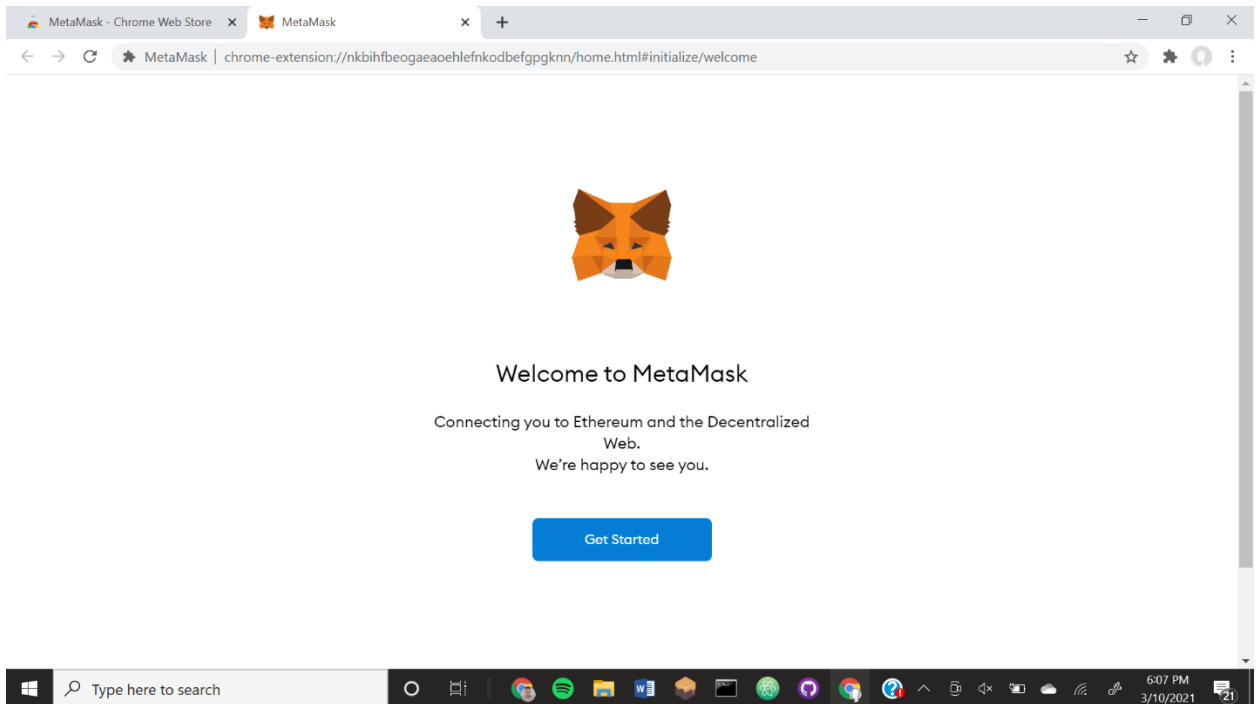 MetaMask - Chrome Web Store
MetaMask
MetaMask | chrome-extension://nkbihfbeogaeaoehlefnkodbefgpgknn/home.html#initialize/welcome
Welcome to MetaMask
Connecting you to Ethereum and the Decentralized
Web.
We're happy to see you.
Get Started
Type here to search
6:07 PM
3/10/2021
21